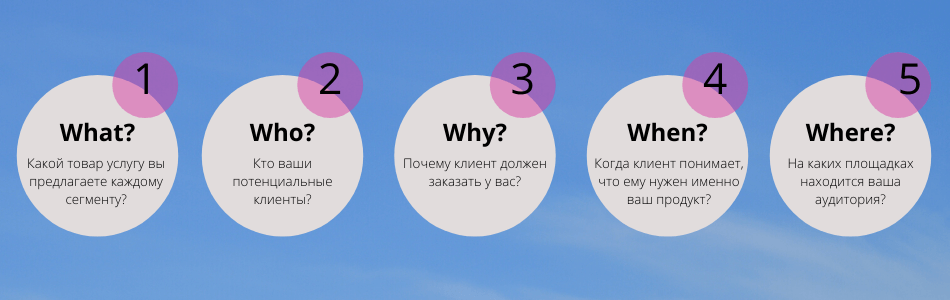 1
What?
Какой товар услугу вы
предлагаете каждому
сегменту?
2
Who?
Кто ваши
потенциальные
клиенты?
3
Why?
Почему клиент должен
заказать у вас?
4
When?
Когда клиент понимает,
что ему нужен именно
ваш продукт?
5
Where?
На каких площадках
находится ваша
аудитория?